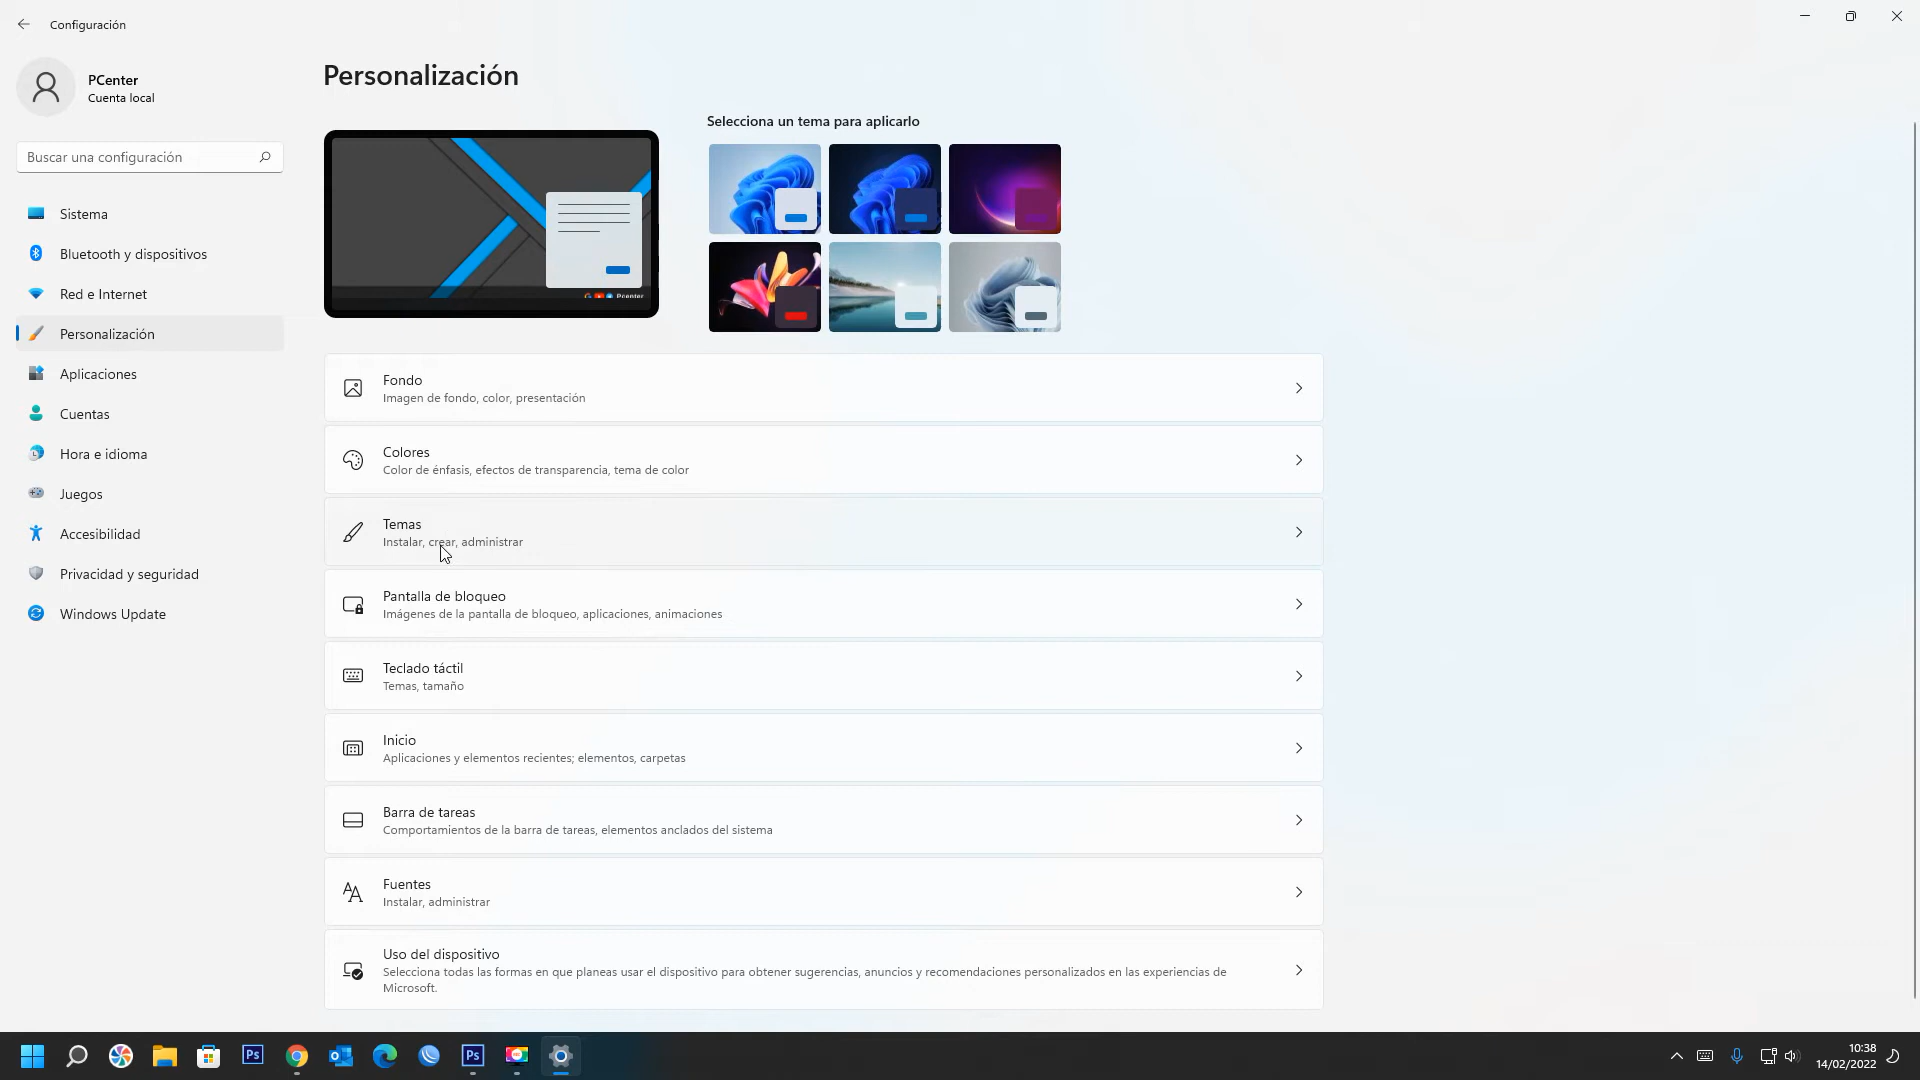 Configuración
PCenter
Cuenta local
Buscar una configuración
Sistema
Bluetooth y dispositivos
Red e Internet
Personalización
Aplicaciones
Cuentas
Hora e idioma
Juegos
Accesibilidad
Privacidad y seguridad
Windows Update
Personalización
Pcenter
Selecciona un tema para aplicarlo
Fondo
Imagen de fondo, color, presentación
Colores
Color de énfasis, efectos de transparencia, tema de color
Temas
Instalar, crear, administrar
Pantalla de bloqueo
Imágenes de la pantalla de bloqueo, aplicaciones, animaciones
Teclado táctil
Temas, tamaño
Inicio
Aplicaciones y elementos recientes; elementos, carpetas
Barra de tareas
Comportamientos de la barra de tareas, elementos anclados del sistema
Fuentes
Instalar, administrar
Uso del dispositivo
Selecciona todas las formas en que planeas usar el dispositivo para obtener sugerencias, anuncios y recomendaciones personalizados en las experiencias de
Microsoft.
Ps
Ps
10:38
14/02/2022